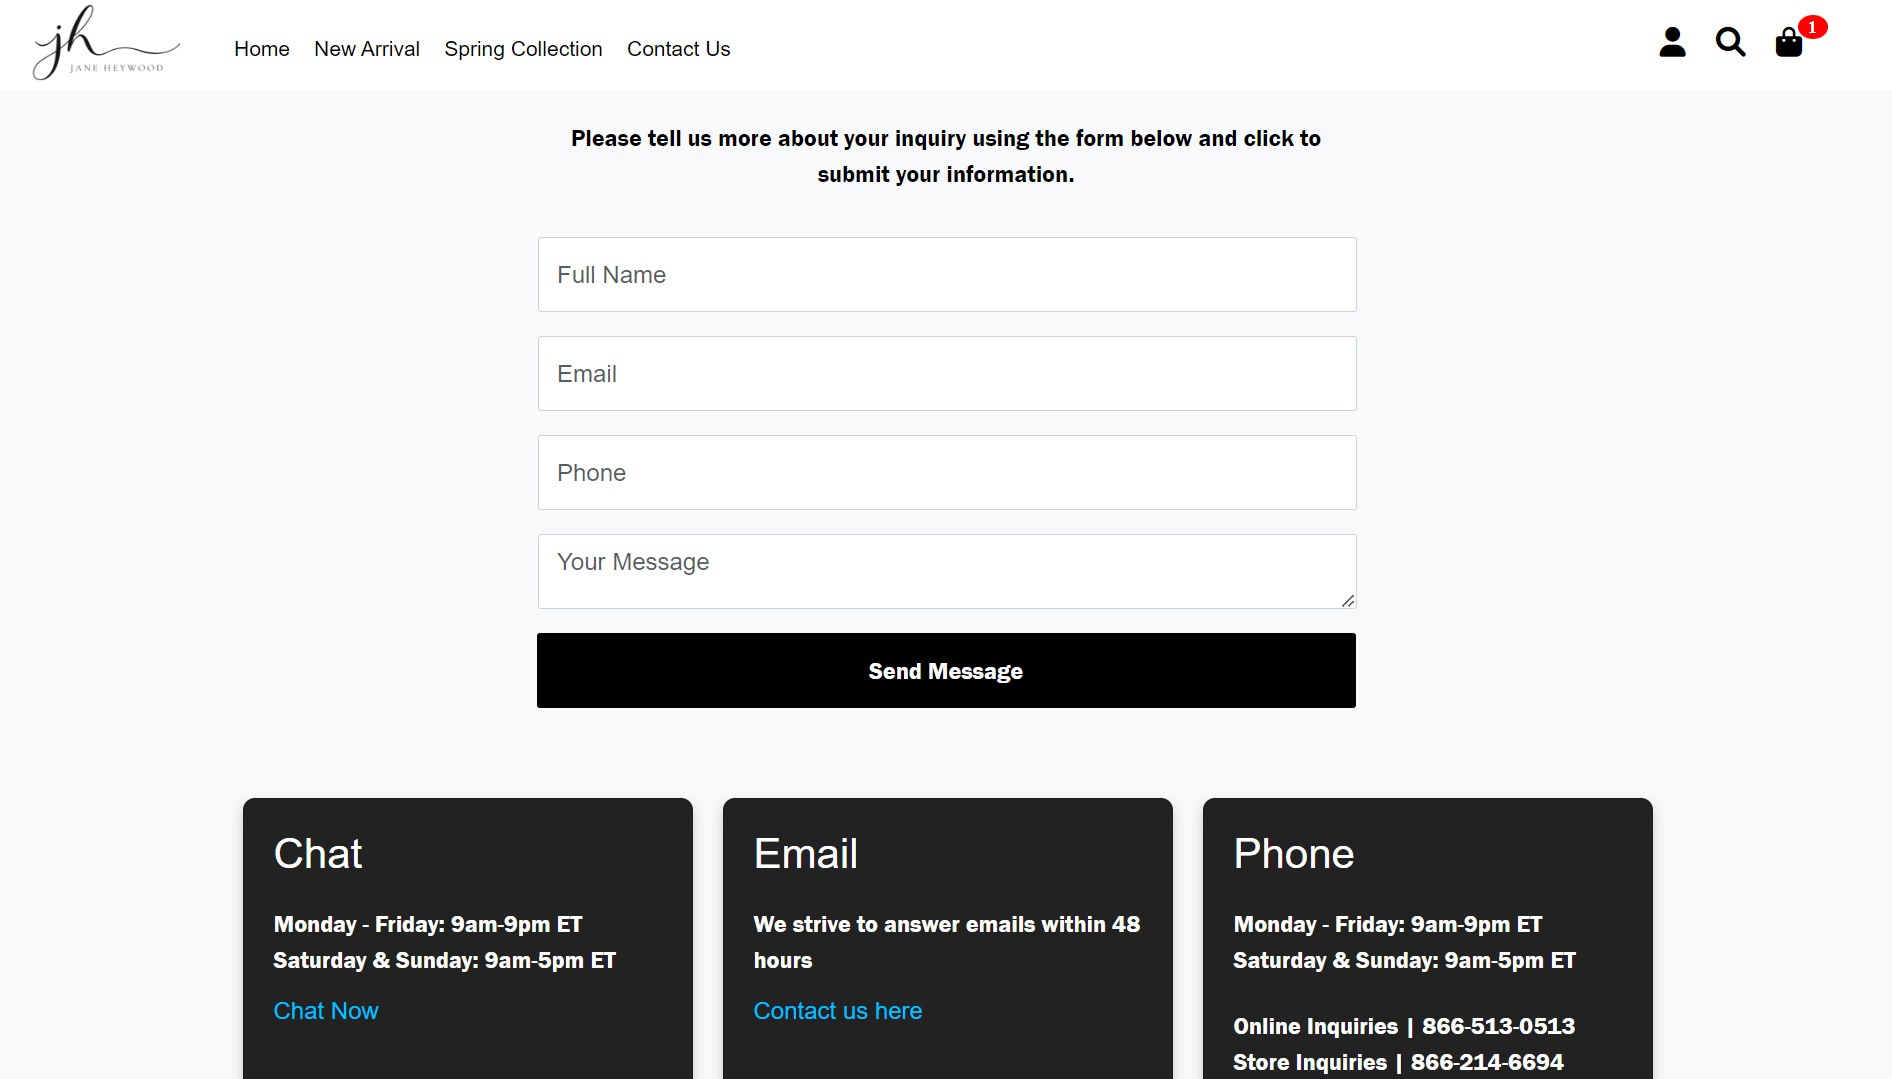 jh
JANE HEYWOOD
Home New Arrival Spring Collection Contact Us
1
Please tell us more about your inquiry using the form below and click to
submit your information.
Full Name
Email
Phone
Your Message
Send Message
Chat
Monday - Friday: 9am-9pm ET
Saturday & Sunday: 9am-5pm ET
Chat Now
Email
We strive to answer emails within 48
hours
Contact us here
Phone
Monday - Friday: 9am-9pm ET
Saturday & Sunday: 9am-5pm ET
Online Inquiries | 866-513-0513
Store Inquiries | 866-214-6694